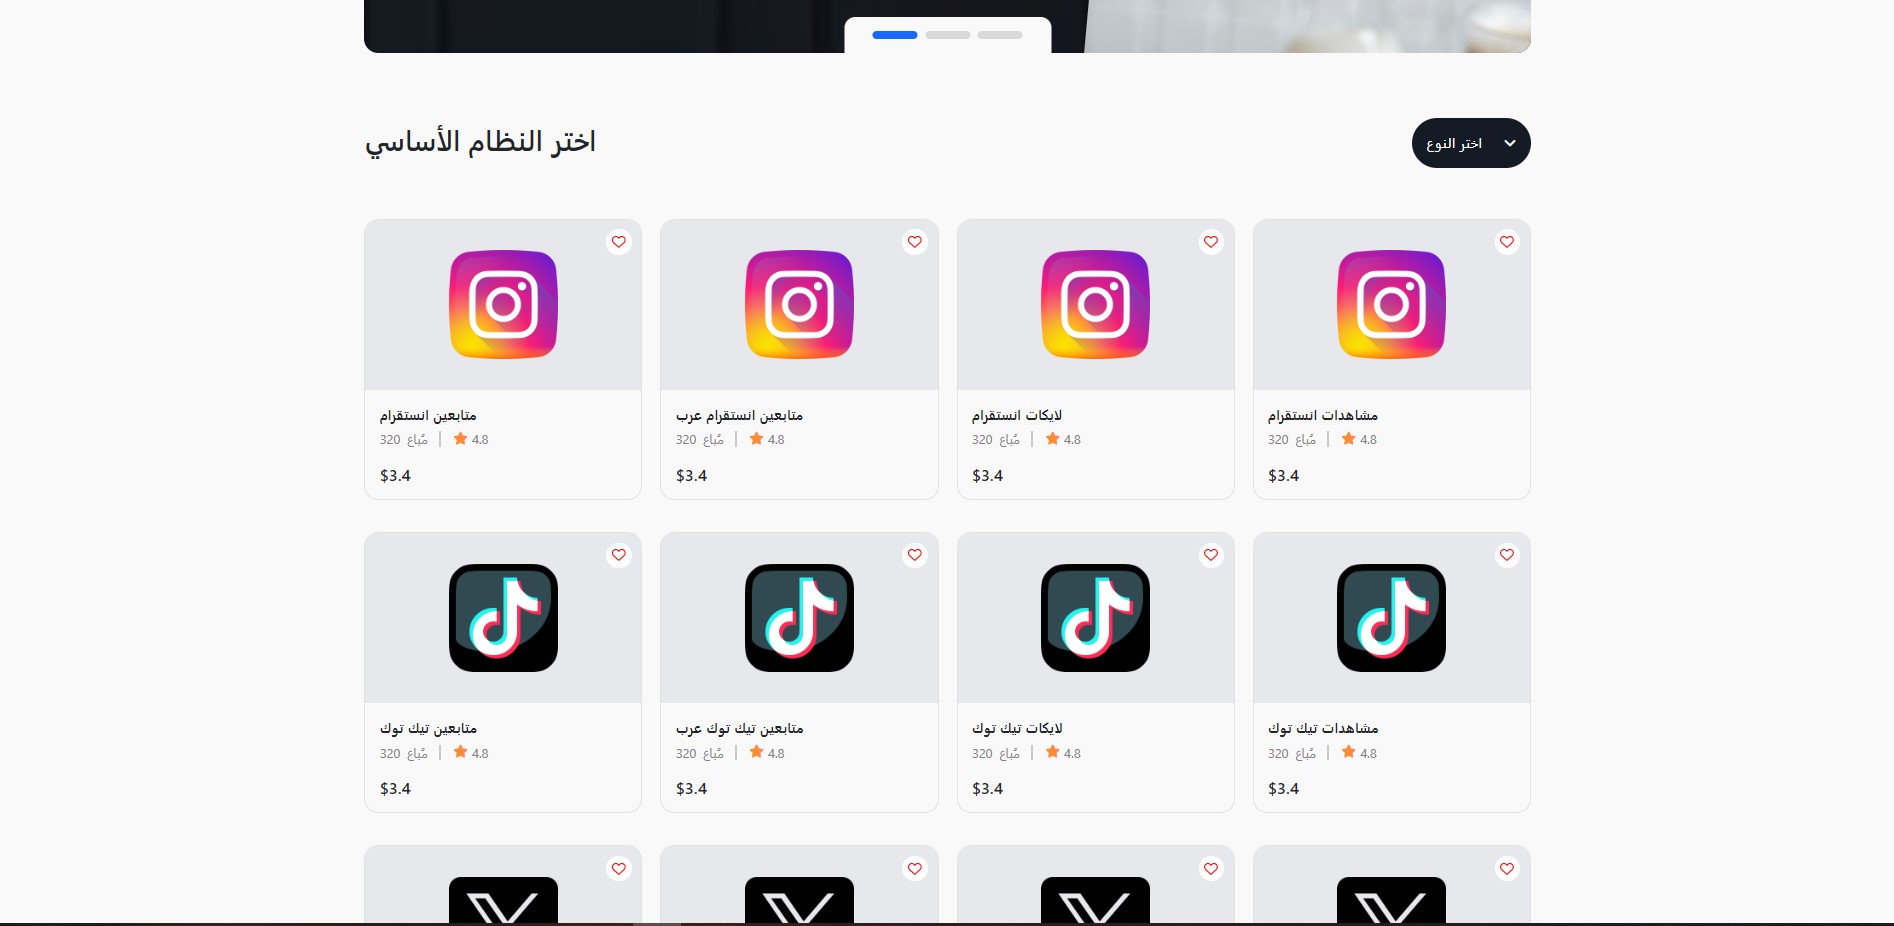 اختر النظام الأساسي
اختر النوع
متابعين انستقرام
320 مُباع | 4.8
$3.4
متابعين انستقرام عرب
320 مُباع | 4.8
$3.4
لايكات انستقرام
320 مُباع | 4.8
$3.4
مشاهدات انستقرام
320 مُباع | 4.8
$3.4
متابعين تيك توك
320 مُباع | 4.8
$3.4
متابعين تيك توك عرب
320 مُباع | 4.8
$3.4
لايكات تيك توك
320 مُباع | 4.8
$3.4
مشاهدات تيك توك
320 مُباع | 4.8
$3.4